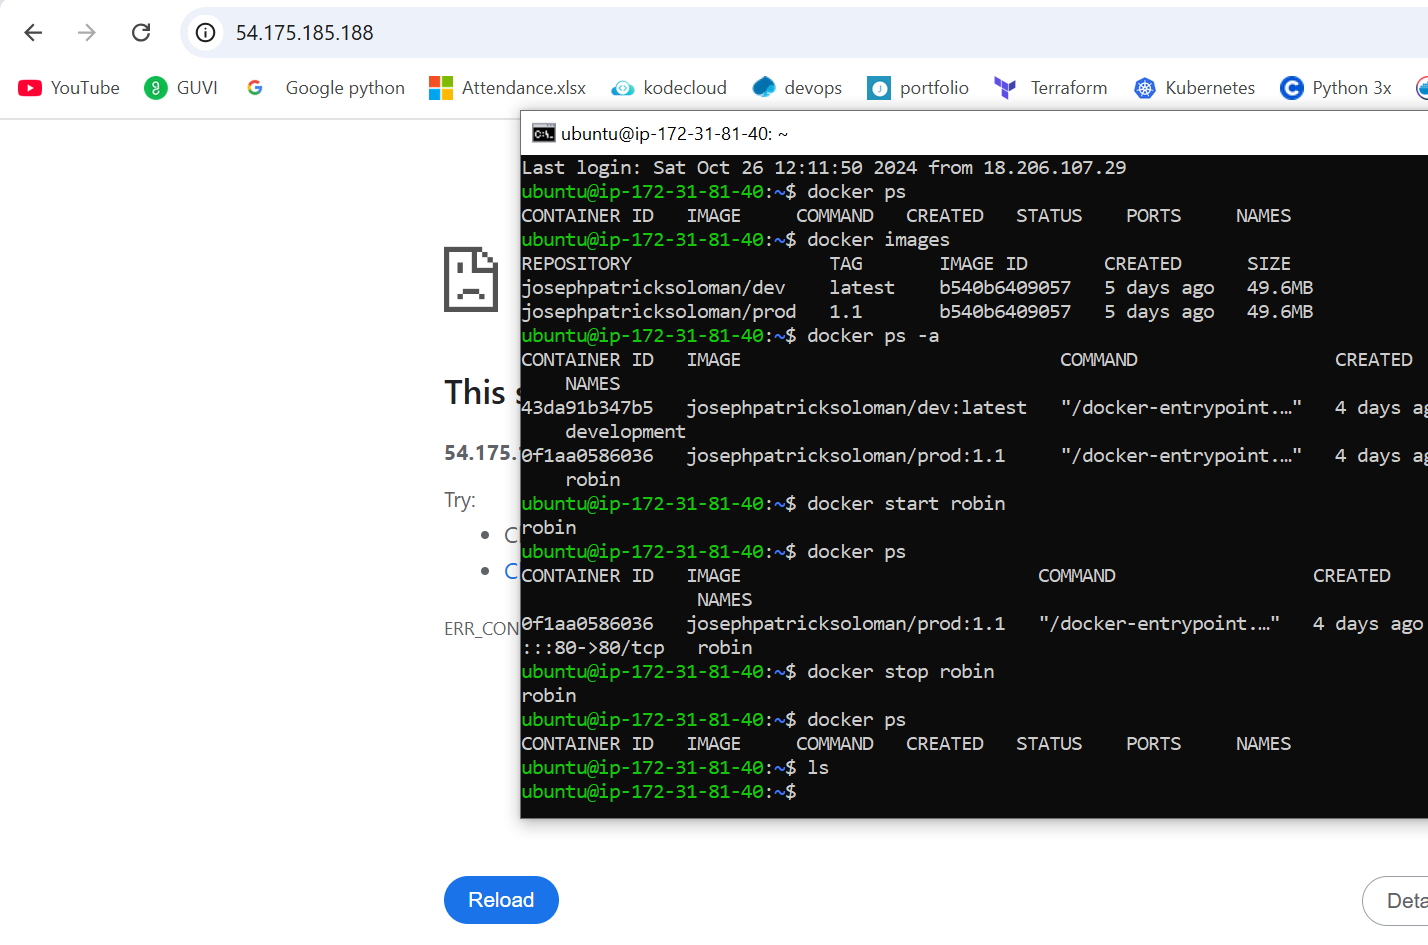 54.175.185.188
YouTube GUVI Google python Attendance.xlsx kodecloud devops portfolio Terraform Kubernetes Python 3x
ubuntu@ip-172-31-81-40: ~
Last login: Sat Oct 26 12:11:50 2024 from 18.206.107.29
ubuntu@ip-172-31-81-40:~$ docker ps
CONTAINER ID IMAGE COMMAND CREATED STATUS PORTS NAMES
ubuntu@ip-172-31-81-40:~$ docker images
REPOSITORY TAG IMAGE ID CREATED SIZE
josephpatricksoloman/dev latest b540b6409057 5 days ago 49.6MB
josephpatricksoloman/prod 1.1 b540b6409057 5 days ago 49.6MB
ubuntu@ip-172-31-81-40:~$ docker ps -a
CONTAINER ID IMAGE COMMAND CREATED
NAMES
43da91b347b5 josephpatricksoloman/dev:latest "/docker-entrypoint.…" 4 days
development
0f1aa0586036 josephpatricksoloman/prod:1.1 "/docker-entrypoint.…" 4 days
robin
ubuntu@ip-172-31-81-40:~$ docker start robin
robin
ubuntu@ip-172-31-81-40:~$ docker ps
CONTAINER ID IMAGE COMMAND CREATED
NAMES
0f1aa0586036 josephpatricksoloman/prod:1.1 "/docker-entrypoint.…" 4 days ago
:::80->80/tcp robin
ubuntu@ip-172-31-81-40:~$ docker stop robin
robin
ubuntu@ip-172-31-81-40:~$ docker ps
CONTAINER ID IMAGE COMMAND CREATED STATUS PORTS NAMES
ubuntu@ip-172-31-81-40:~$ ls
ubuntu@ip-172-31-81-40:~$
This
54.175.
Try:
ERR_CON
Reload